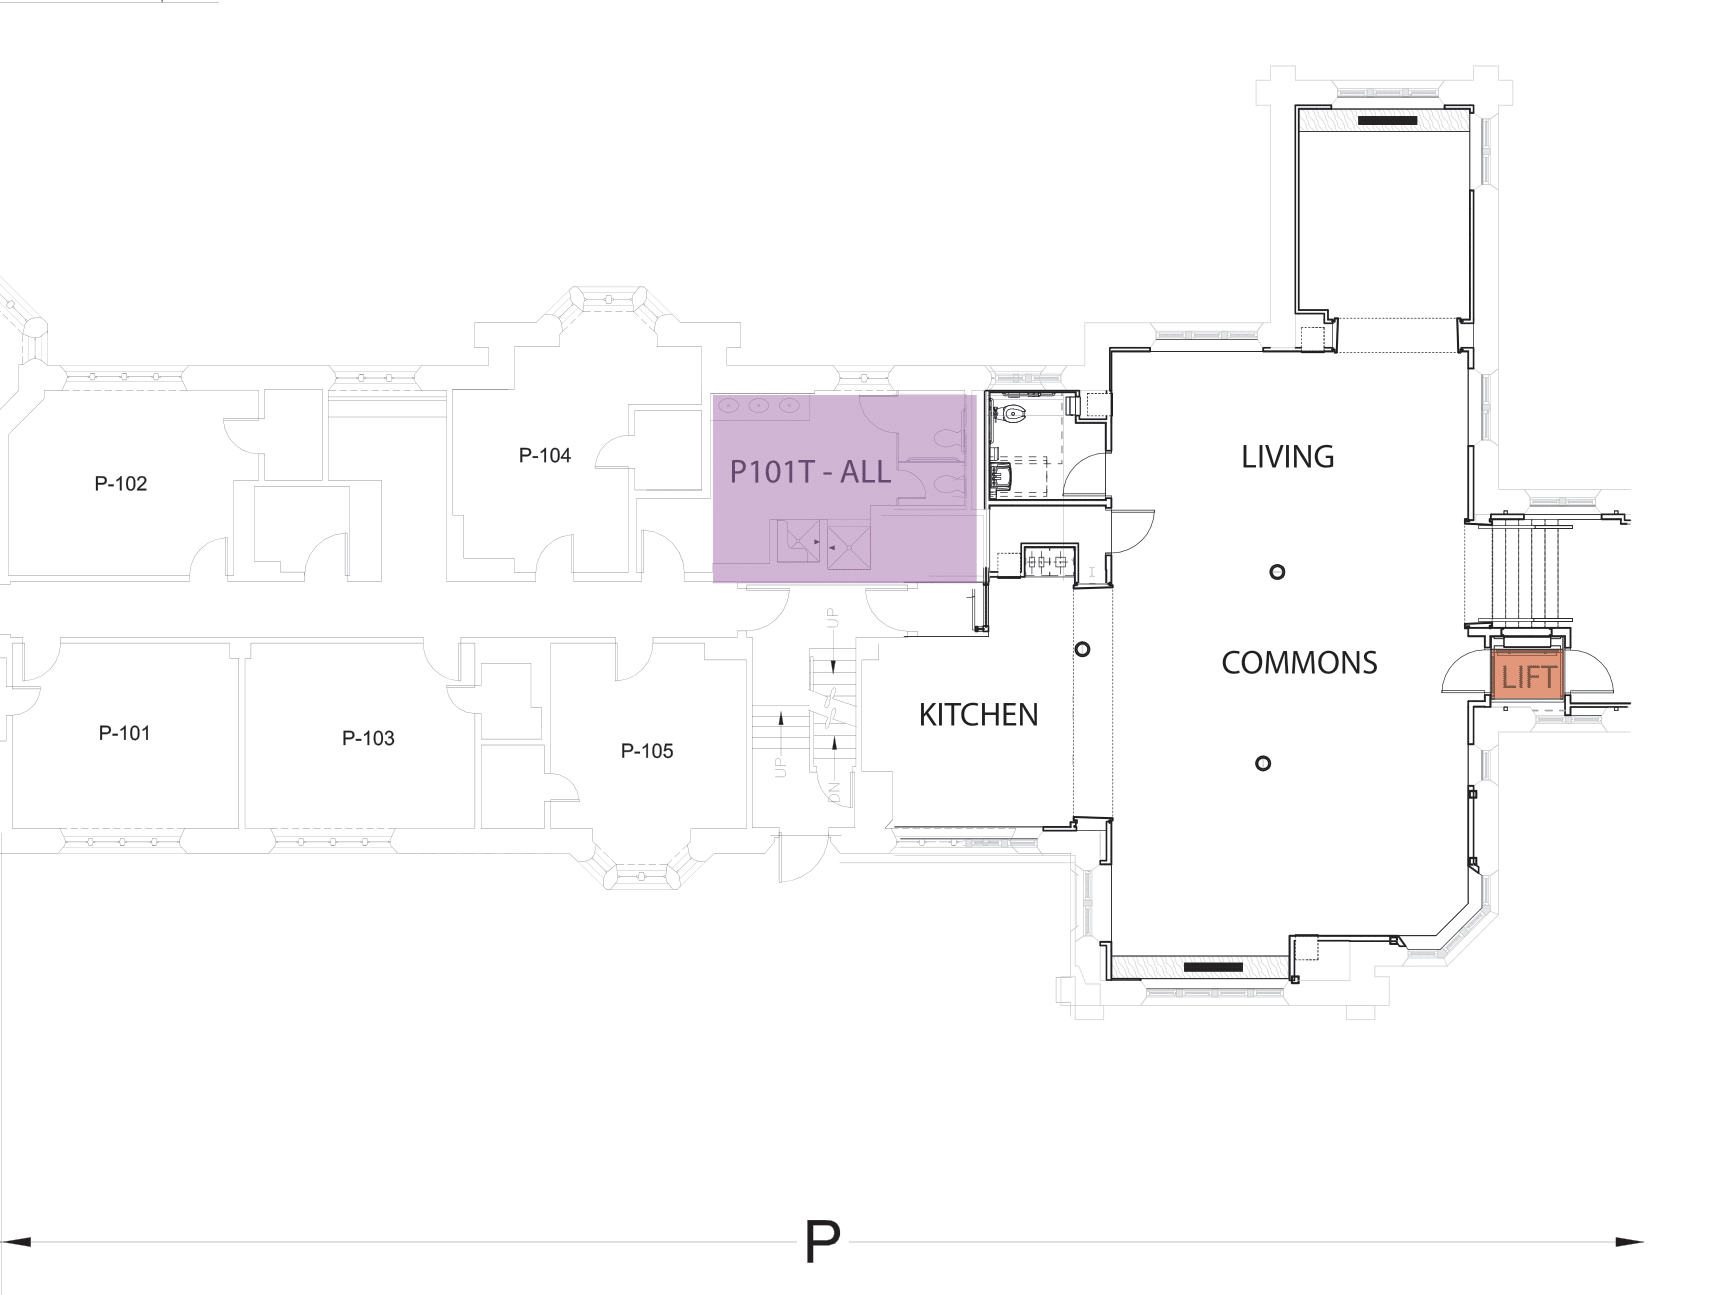 LIVING
P-104
P101T - ALL
P-102
UP
COMMONS
LIFT
KITCHEN
P-101
P-103
P-105
UP
DN
P